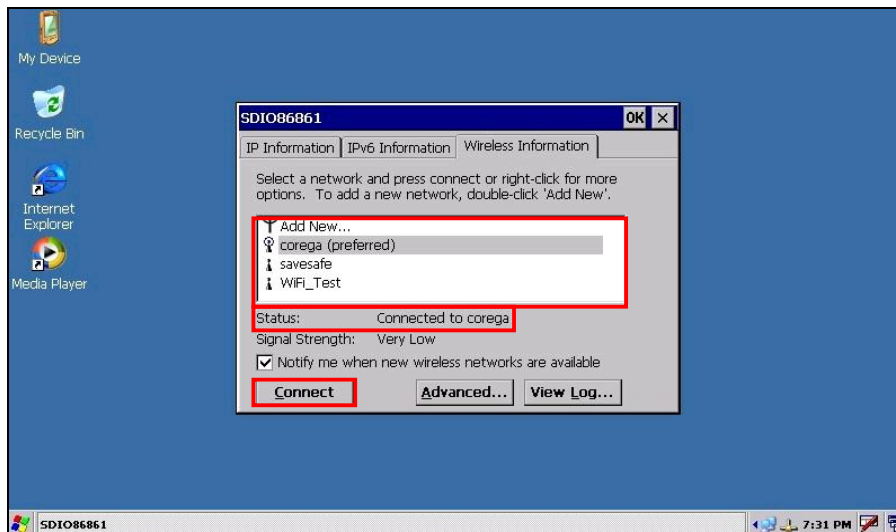 My Device
Recycle Bin
Internet
Explorer
Media Player
SDIO86861
OK
IP Information
IPv6 Information
Wireless Information
Select a network and press connect or right-click for more
options. To add a new network, double-click 'Add New'.
Add New...
corega (preferred)
savesafe
WiFi_Test
Status: Connected to corega
Signal Strength: Very Low
Notify me when new wireless networks are available
Connect
Advanced...
View Log...
SDIO86861
7:31 PM